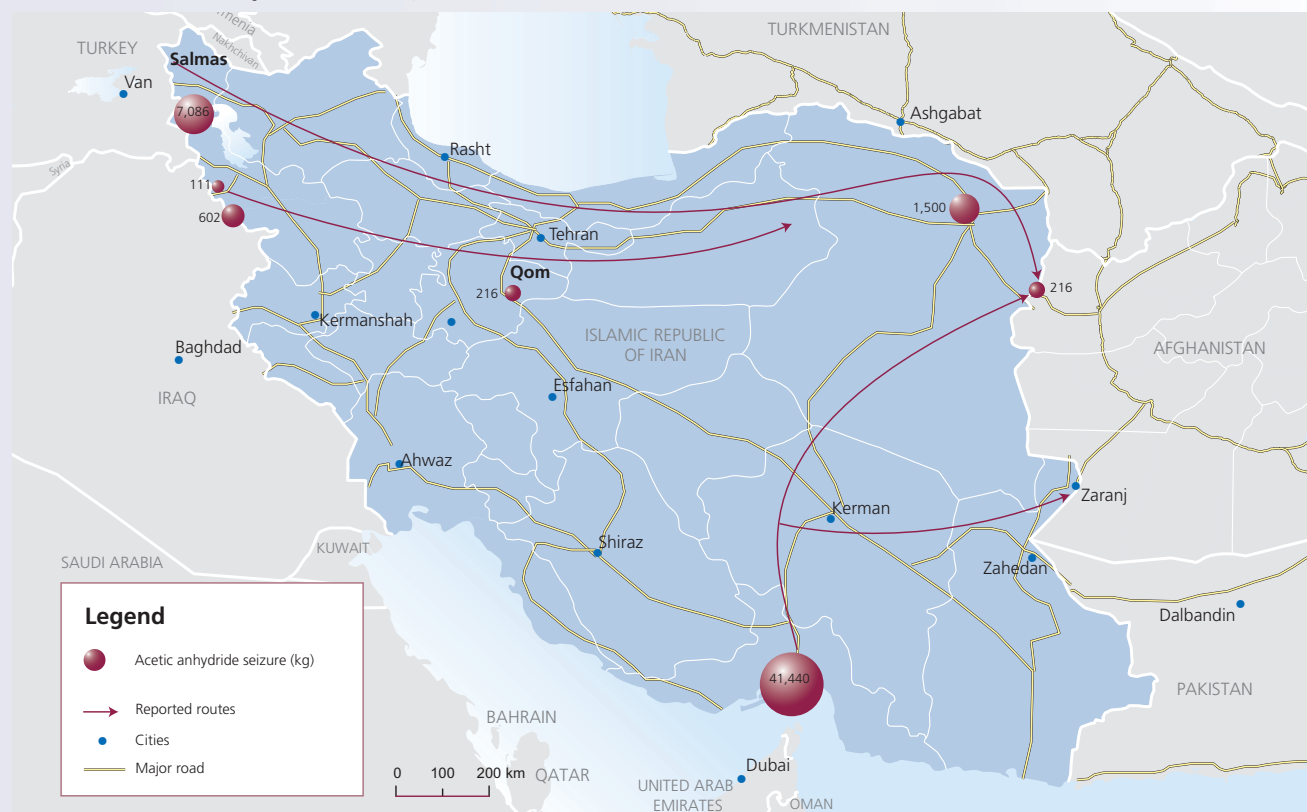 Armenia
TURKEY
Nakhchivan
TURKMENISTAN
Salmas
Van
7,086
Ashgabat
Rasht
Syria
111
602
1,500
Tehran
Qom
216
216
Kermanshah
ISLAMIC REPUBLIC
OF IRAN
AFGHANISTAN
Baghdad
Esfahan
IRAQ
Ahwaz
Zaranj
Kerman
KUWAIT
Shiraz
SAUDI ARABIA
Zahedan
Dalbandin
Legend
Acetic anhydride seizure (kg)
41,440
PAKISTAN
Reported routes
BAHRAIN
Cities
Major road
0 100 200 km
QATAR
Dubai
UNITED ARAB
EMIRATES
OMAN